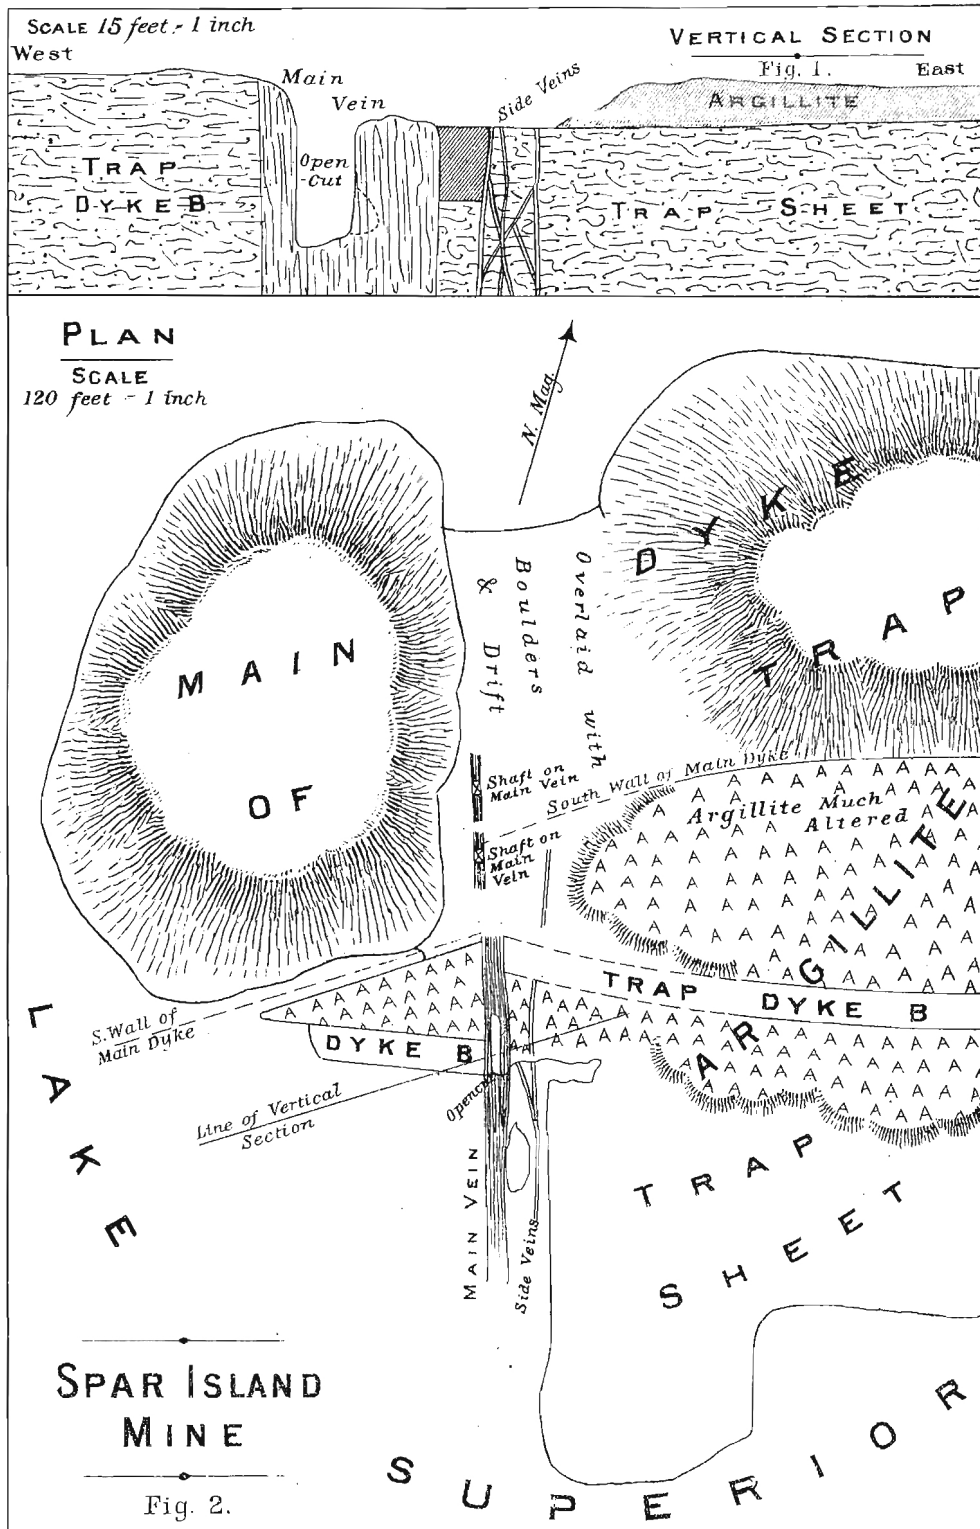 SCALE 15 feet - 1 inch
West
VERTICAL SECTION
Fig. 1.
East
Main
Vein
Side Veins
ARGILLITE
Open
-Cut
TRAP
DYKE B
TRAP SHEET
PLAN
SCALE
120 feet - 1 inch
N. Mag.
DYKE
TRAP
Overlaid with
Boulders
& Drift
MAIN
OF
Shaft on
Main Vein
South Wall of Main Dyke
Shaft on
Main
Vein
Argillite Much
Altered
ARGILLITE
TRAP DYKE B
S. Wall of
Main Dyke
DYKE B
Line of Vertical
Section
Opencut
MAIN VEIN
Side Veins
TRAP
SHEET
LAKE
SUPERIOR
SPAR ISLAND
MINE
Fig. 2.